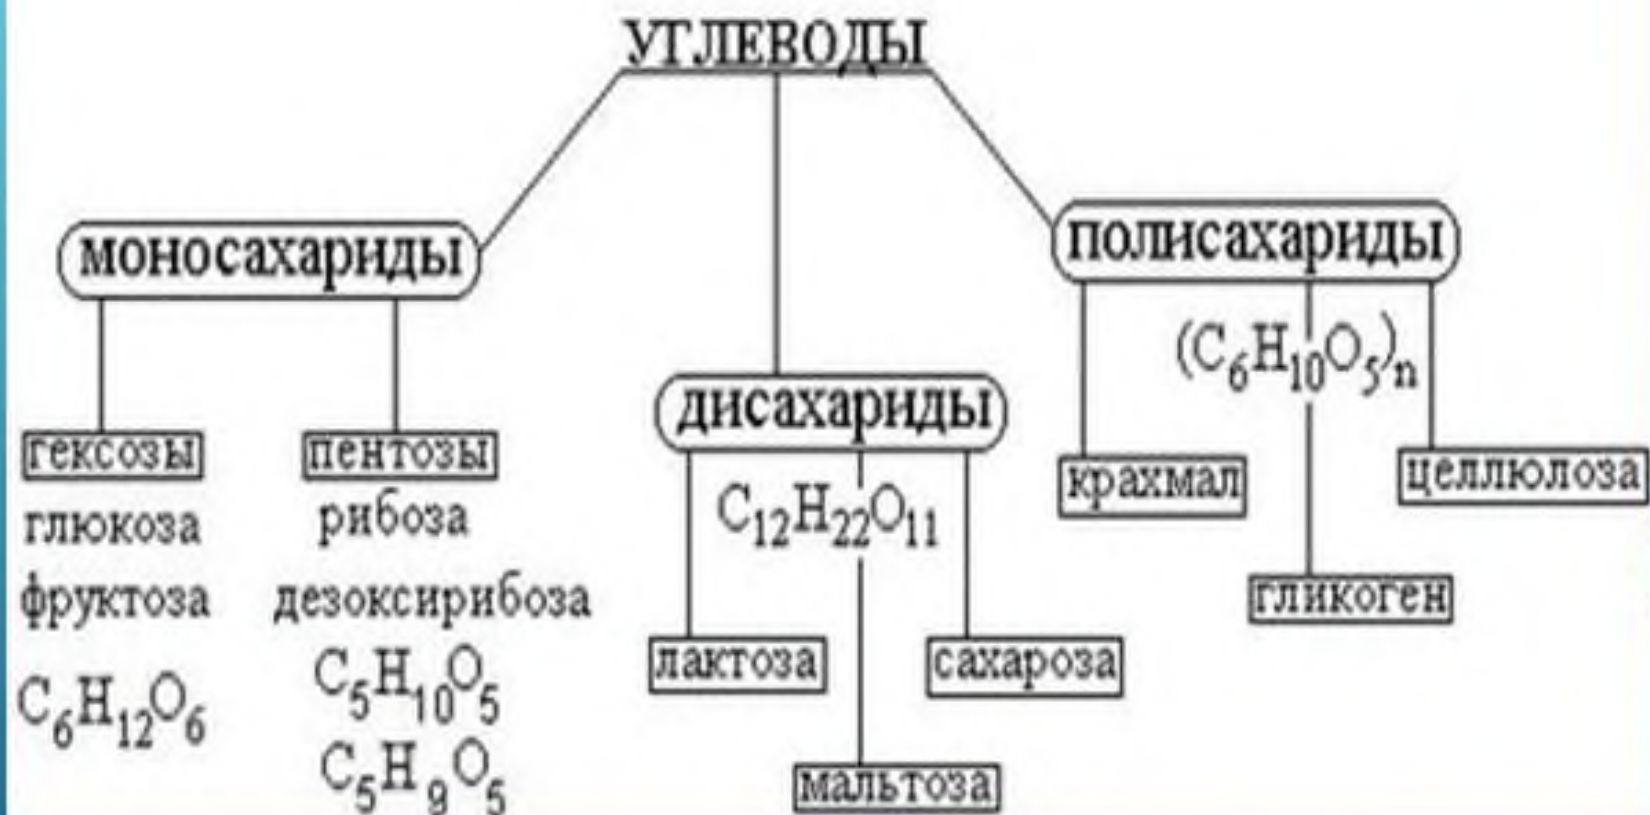 УГЛЕВОДЫ
моносахариды
гексозы
глюкоза
фруктоза
C₆H₁₂O₆
пентозы
рибоза
дезоксирибоза
C₅H₁₀O₅
C₅H₉O₅
дисахариды
C₁₂H₂₂O₁₁
лактоза
мальтоза
сахароза
полисахариды
(C₆H₁₀O₅)ₙ
крахмал
гликоген
целлюлоза